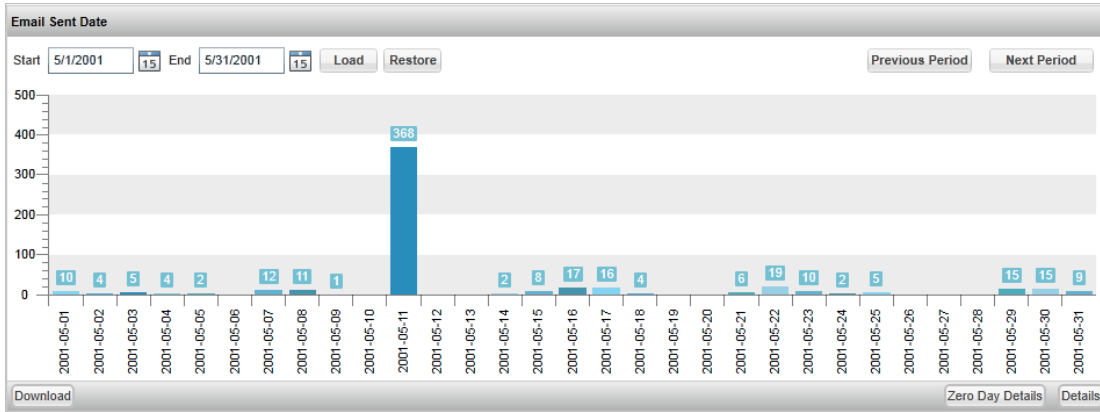 Email Sent Date
Start 5/1/2001 15 End 5/31/2001 15 Load Restore Previous Period Next Period
500
400
300
200
100
0
368
10 4 5 4 2 12 11 1 2 8 17 16 4 6 19 10 2 5 15 15 9
2001-05-01 2001-05-02 2001-05-03 2001-05-04 2001-05-05 2001-05-06 2001-05-07 2001-05-08 2001-05-09 2001-05-10 2001-05-11 2001-05-12 2001-05-13 2001-05-14 2001-05-15 2001-05-16 2001-05-17 2001-05-18 2001-05-19 2001-05-20 2001-05-21 2001-05-22 2001-05-23 2001-05-24 2001-05-25 2001-05-26 2001-05-27 2001-05-28 2001-05-29 2001-05-30 2001-05-31
Download Zero Day Details Details